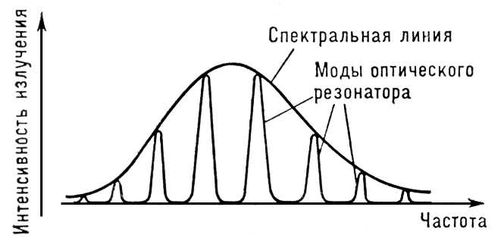 Интенсивность излучения
Спектральная линия
Моды оптического
резонатора
Частота